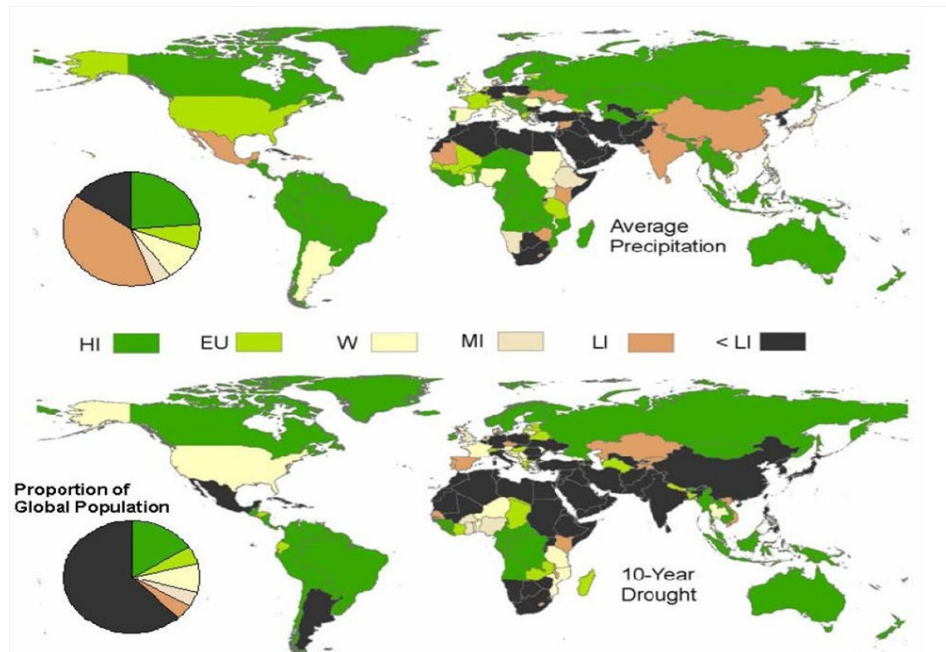 Average
Precipitation
HI EU W MI LI < LI
Proportion of
Global Population
10-Year
Drought